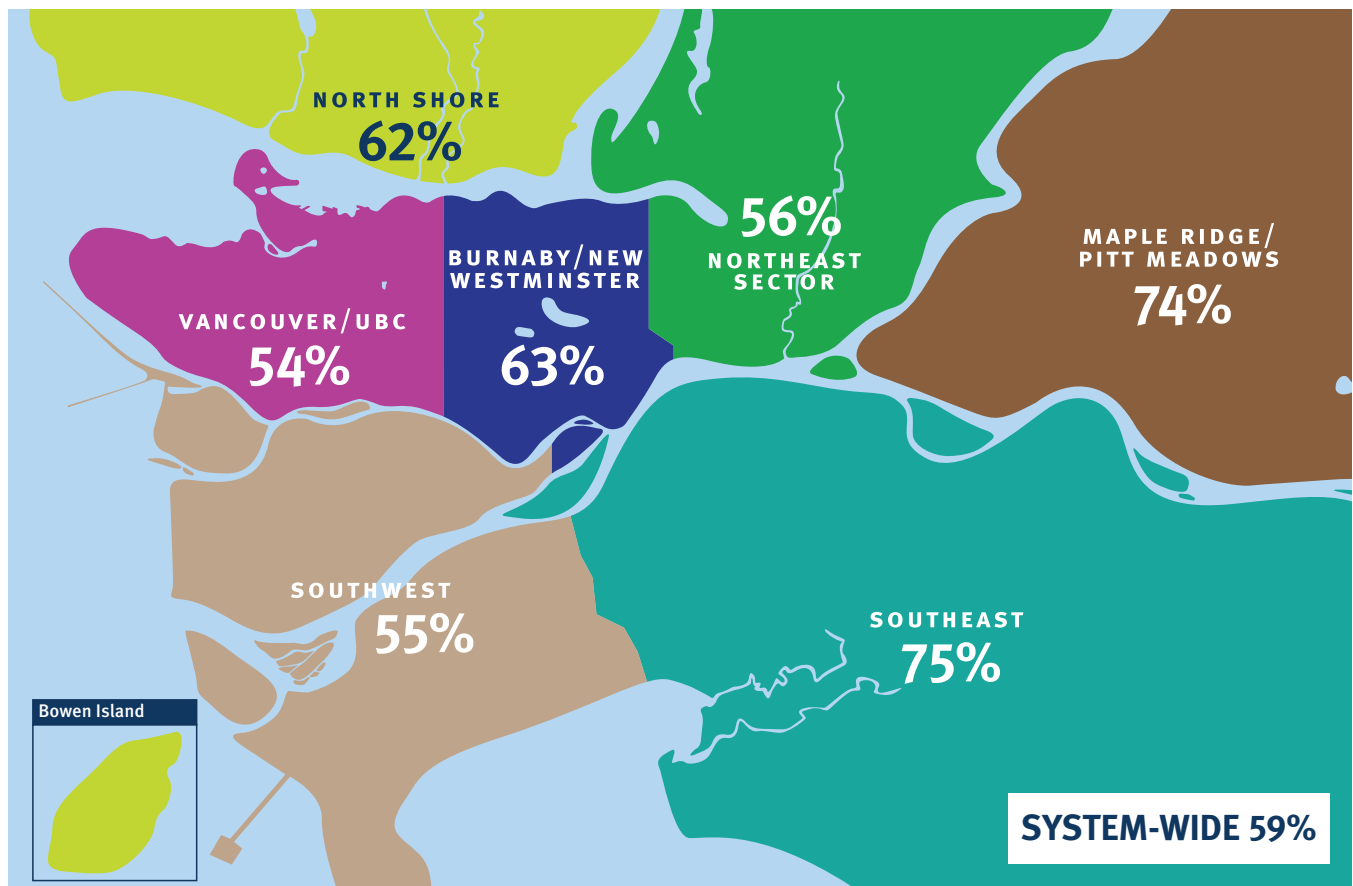 NORTH SHORE
62%
56%
NORTHEAST
SECTOR
MAPLE RIDGE/
PITT MEADOWS
74%
BURNABY/NEW
WESTMINSTER
63%
VANCOUVER/UBC
54%
SOUTHWEST
55%
SOUTHEAST
75%
Bowen Island
SYSTEM-WIDE 59%